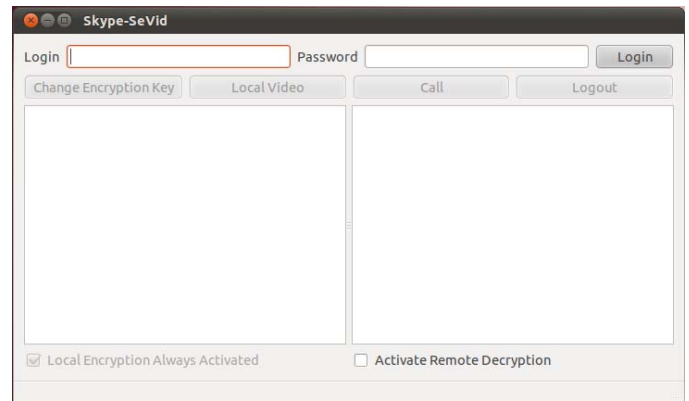 Skype-SeVid
Login Password Login
Change Encryption Key Local Video Call Logout
Local Encryption Always Activated Activate Remote Decryption